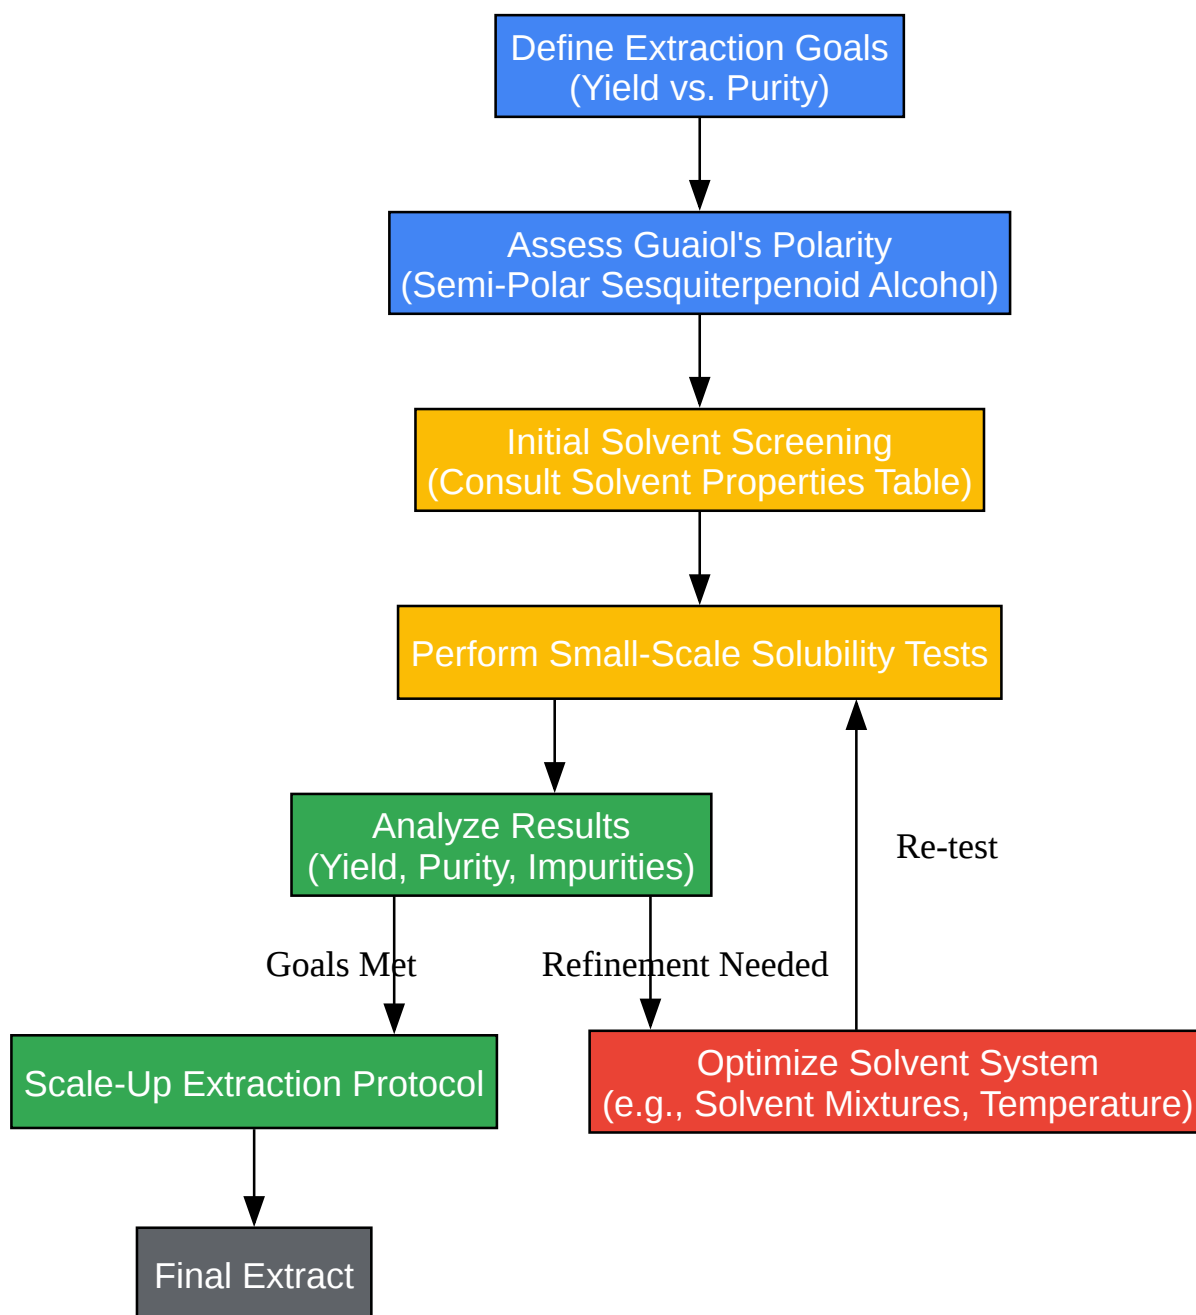 Define Extraction Goals
(Yield vs. Purity)
Assess Guaiol's Polarity
(Semi-Polar Sesquiterpenoid Alcohol)
Initial Solvent Screening
(Consult Solvent Properties Table)
Perform Small-Scale Solubility Tests
Analyze Results
(Yield, Purity, Impurities)
Re-test
Goals Met
Refinement Needed
Scale-Up Extraction Protocol
Optimize Solvent System
(e.g., Solvent Mixtures, Temperature)
Final Extract